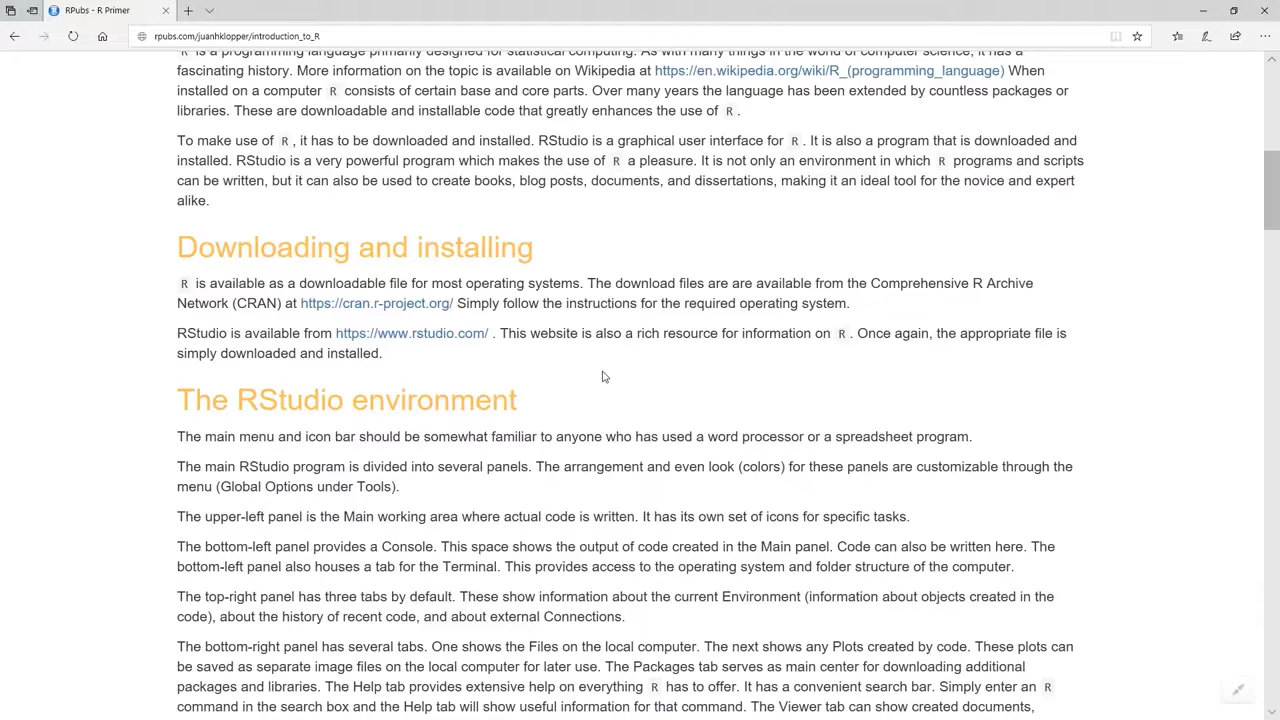 RPubs - R Primer
rpubs.com/juanhklopper/introduction_to_R
R is a programming language primarily designed for statistical computing. As with many things in the world of computer science, it has a
fascinating history. More information on the topic is available on Wikipedia at https://en.wikipedia.org/wiki/R_(programming_language) When
installed on a computer R consists of certain base and core parts. Over many years the language has been extended by countless packages or
libraries. These are downloadable and installable code that greatly enhances the use of R .
To make use of R , it has to be downloaded and installed. RStudio is a graphical user interface for R . It is also a program that is downloaded and
installed. RStudio is a very powerful program which makes the use of R a pleasure. It is not only an environment in which R programs and scripts
can be written, but it can also be used to create books, blog posts, documents, and dissertations, making it an ideal tool for the novice and expert
alike.
Downloading and installing
R is available as a downloadable file for most operating systems. The download files are are available from the Comprehensive R Archive
Network (CRAN) at https://cran.r-project.org/ Simply follow the instructions for the required operating system.
RStudio is available from https://www.rstudio.com/ . This website is also a rich resource for information on R . Once again, the appropriate file is
simply downloaded and installed.
The RStudio environment
The main menu and icon bar should be somewhat familiar to anyone who has used a word processor or a spreadsheet program.
The main RStudio program is divided into several panels. The arrangement and even look (colors) for these panels are customizable through the
menu (Global Options under Tools).
The upper-left panel is the Main working area where actual code is written. It has its own set of icons for specific tasks.
The bottom-left panel provides a Console. This space shows the output of code created in the Main panel. Code can also be written here. The
bottom-left panel also houses a tab for the Terminal. This provides access to the operating system and folder structure of the computer.
The top-right panel has three tabs by default. These show information about the current Environment (information about objects created in the
code), about the history of recent code, and about external Connections.
The bottom-right panel has several tabs. One shows the Files on the local computer. The next shows any Plots created by code. These plots can
be saved as separate image files on the local computer for later use. The Packages tab serves as main center for downloading additional
packages and libraries. The Help tab provides extensive help on everything R has to offer. It has a convenient search bar. Simply enter an R
command in the search box and the Help tab will show useful information for that command. The Viewer tab can show created documents,